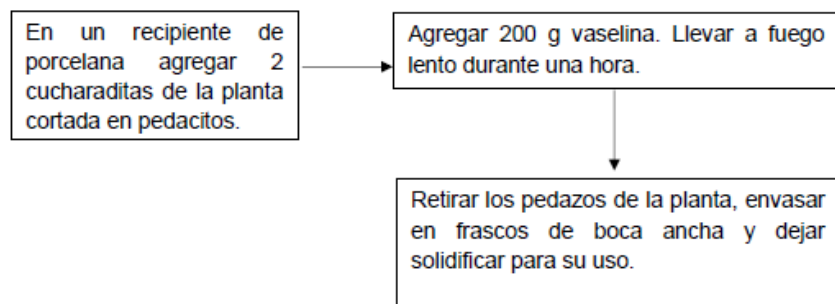 En un recipiente de
porcelana agregar 2
cucharaditas de la planta
cortada en pedacitos.
Agregar 200 g vaselina. Llevar a fuego
lento durante una hora.
Retirar los pedazos de la planta, envasar
en frascos de boca ancha y dejar
solidificar para su uso.